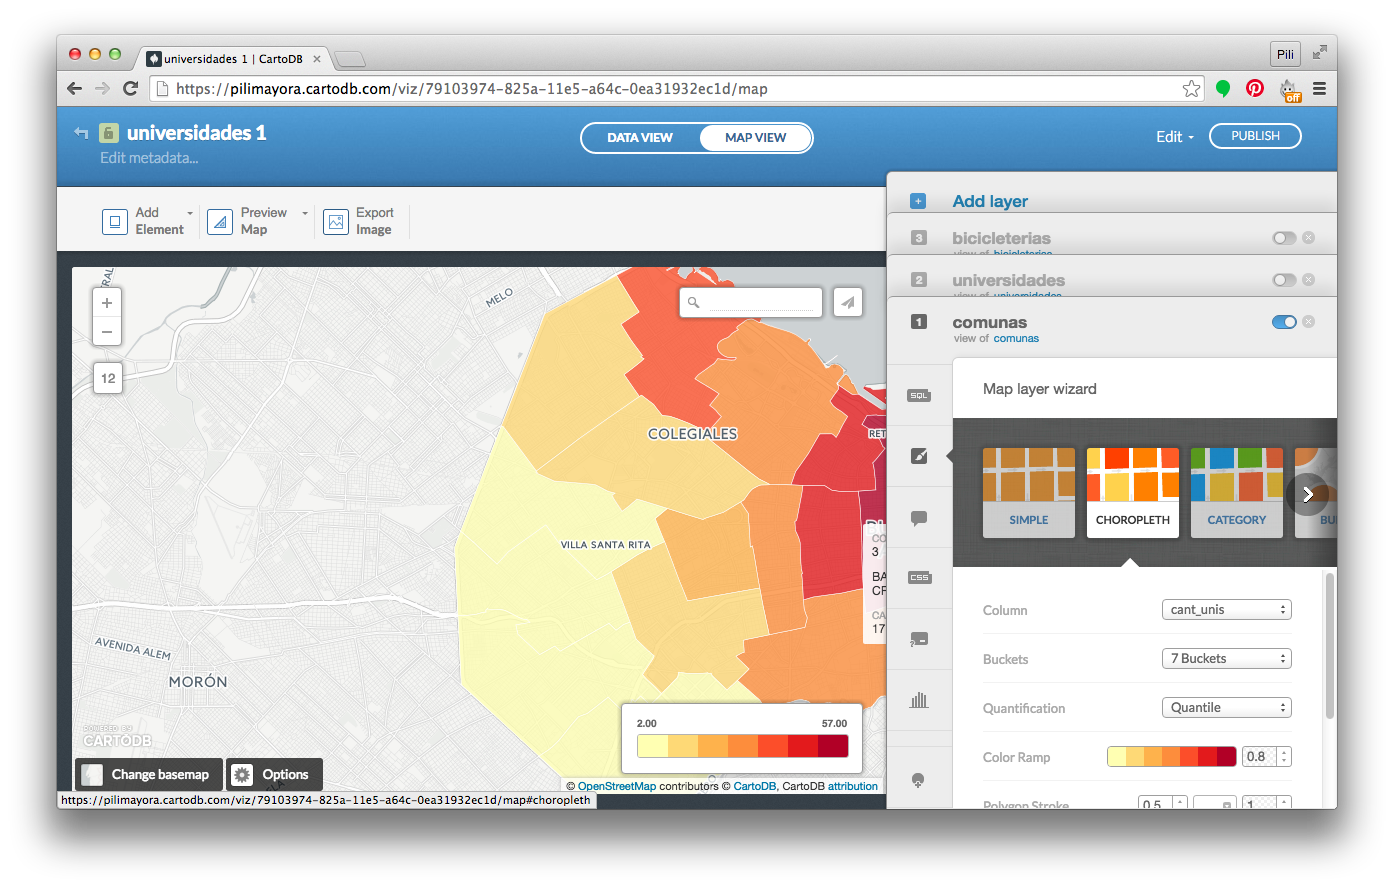 universidades 1 | CartoDB
Pili
https://pilimayora.cartodb.com/viz/79103974-825a-11e5-a64c-0ea31932ec1d/map
off
universidades 1
Edit metadata...
DATA VIEW
MAP VIEW
Edit
PUBLISH
Add Element
Preview Map
Export Image
Add layer
3
bicicleterias
view of bicicleterias
2
universidades
view of universidades
1
comunas
view of comunas
12
MELO
COLEGIALES
RET
VILLA SANTA RITA
3
BA
17
AVENIDA ALEM
MORÓN
POWERED BY
CARTODB
2.00
57.00
Change basemap
Options
© OpenStreetMap contributors © CartoDB, CartoDB attribution
https://pilimayora.cartodb.com/viz/79103974-825a-11e5-a64c-0ea31932ec1d/map#choropleth
SQL
CSS
Map layer wizard
SIMPLE
CHOROPLETH
CATEGORY
BU
Column
cant_unis
Buckets
7 Buckets
Quantification
Quantile
Color Ramp
0.8
Polygon Stroke
0.5
1